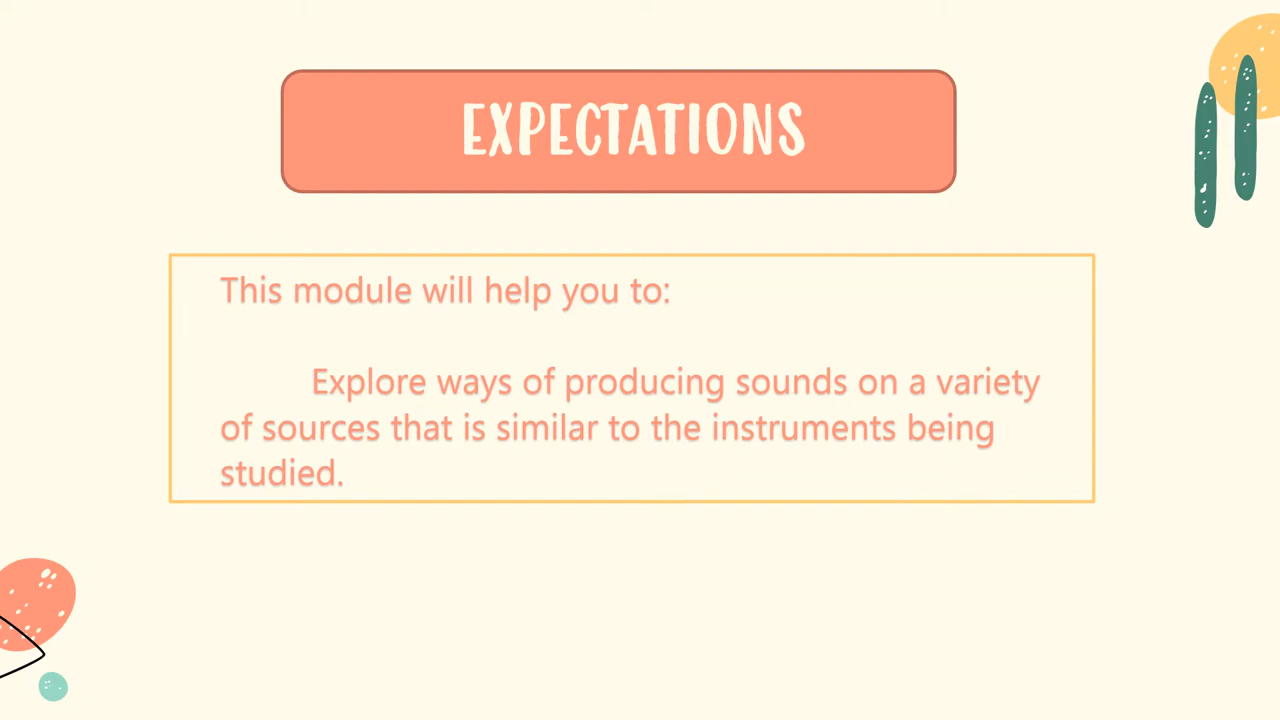 EXPECTATIONS
This module will help you to:
Explore ways of producing sounds on a variety
of sources that is similar to the instruments being
studied.